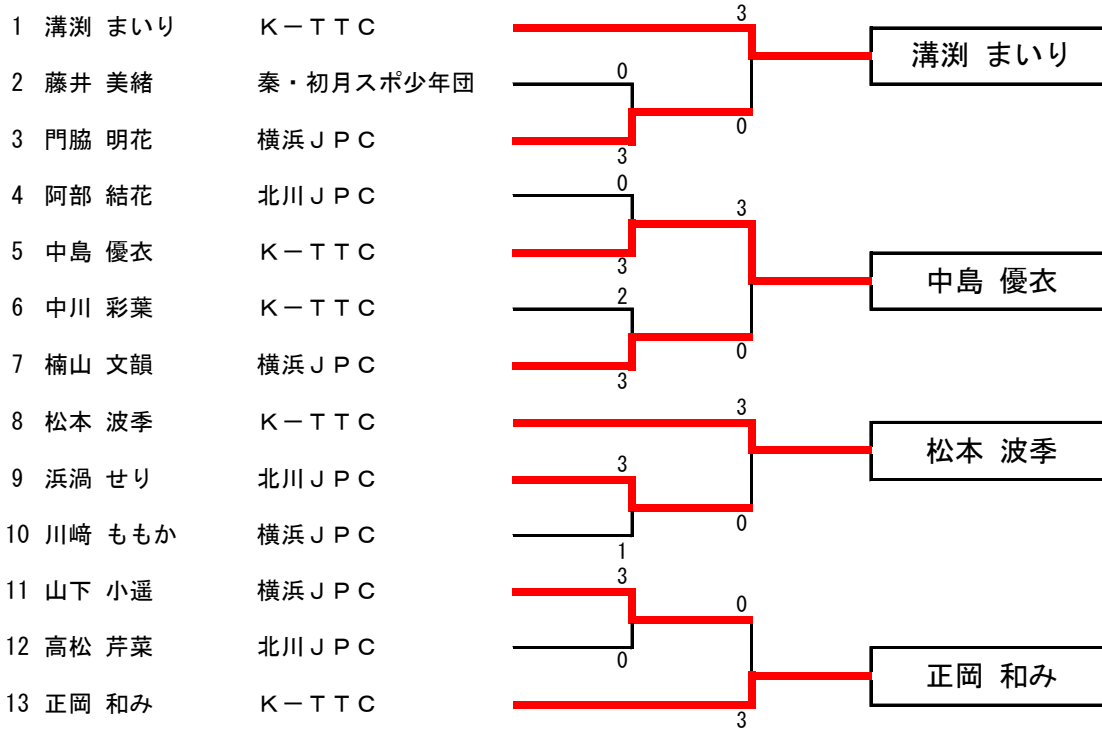 3
1 溝渕 まいり K－TTC
溝渕 まいり
0
2 藤井 美緒 秦・初月スポ少年団
0
3 門脇 明花 横浜JPC
3
0
4 阿部 結花 北川JPC
3
5 中島 優衣 K－TTC
3
中島 優衣
2
6 中川 彩葉 K－TTC
0
7 楠山 文韻 横浜JPC
3
3
8 松本 波季 K－TTC
松本 波季
3
9 浜渦 せり 北川JPC
0
10 川﨑 ももか 横浜JPC
1
3
11 山下 小遥 横浜JPC
0
12 高松 芹菜 北川JPC
0
正岡 和み
13 正岡 和み K－TTC
3